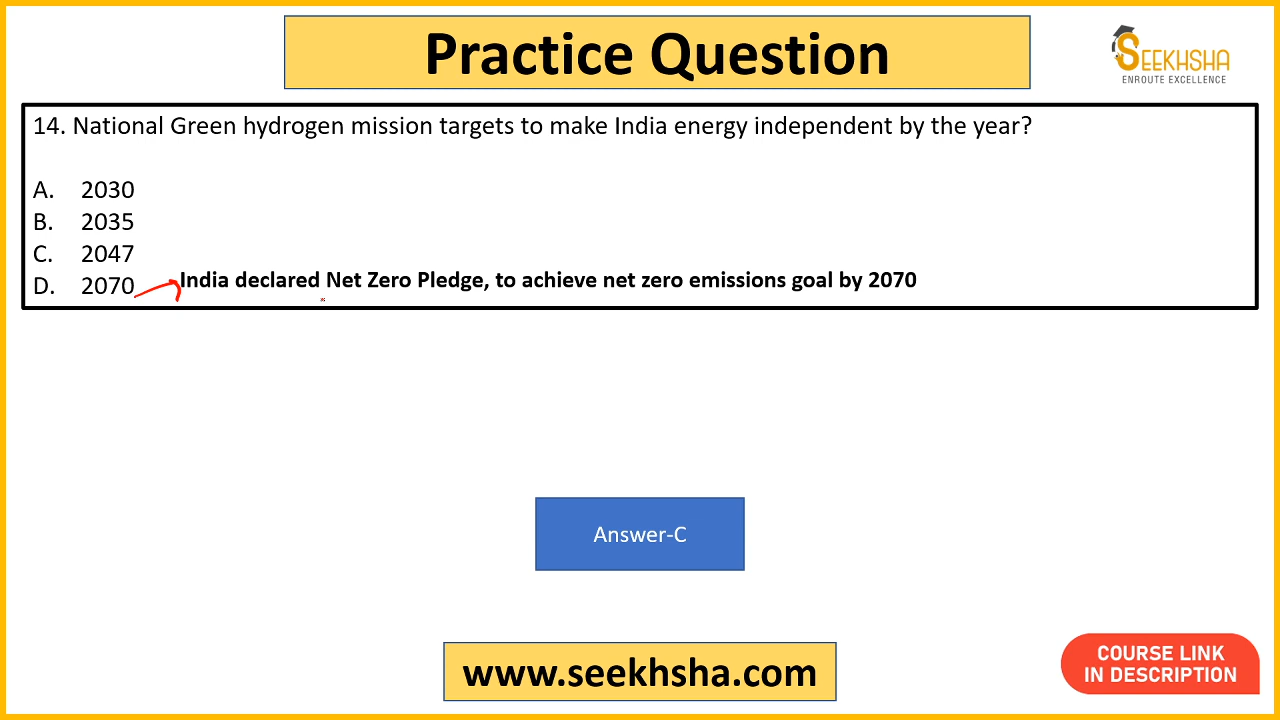 Practice Question
SEEKHSHA
ENROUTE EXCELLENCE
14. National Green hydrogen mission targets to make India energy independent by the year?
A. 2030
B. 2035
C. 2047
D. 2070 India declared Net Zero Pledge, to achieve net zero emissions goal by 2070
Answer-C
www.seekhsha.com
COURSE LINK
IN DESCRIPTION